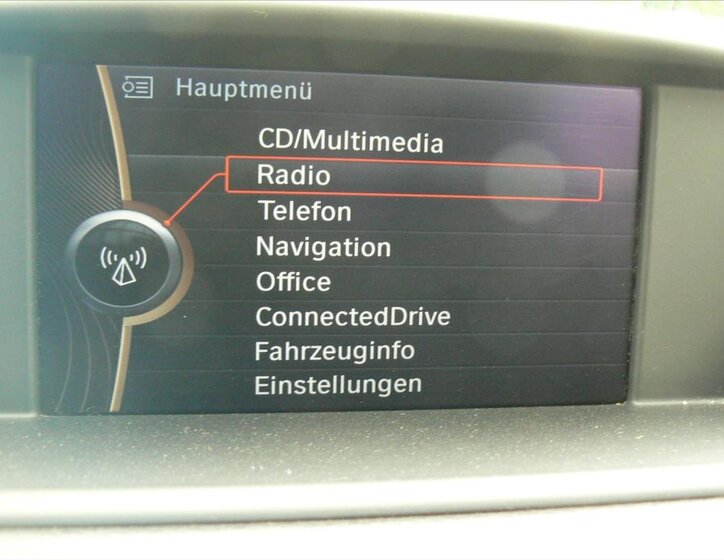 Hauptmenü
CD/Multimedia
Radio
Telefon
Navigation
Office
ConnectedDrive
Fahrzeuginfo
Einstellungen